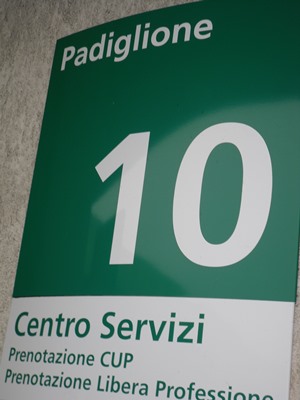 Padiglione
10
Centro Servizi
Prenotazione CUP
Prenotazione Libera Professione